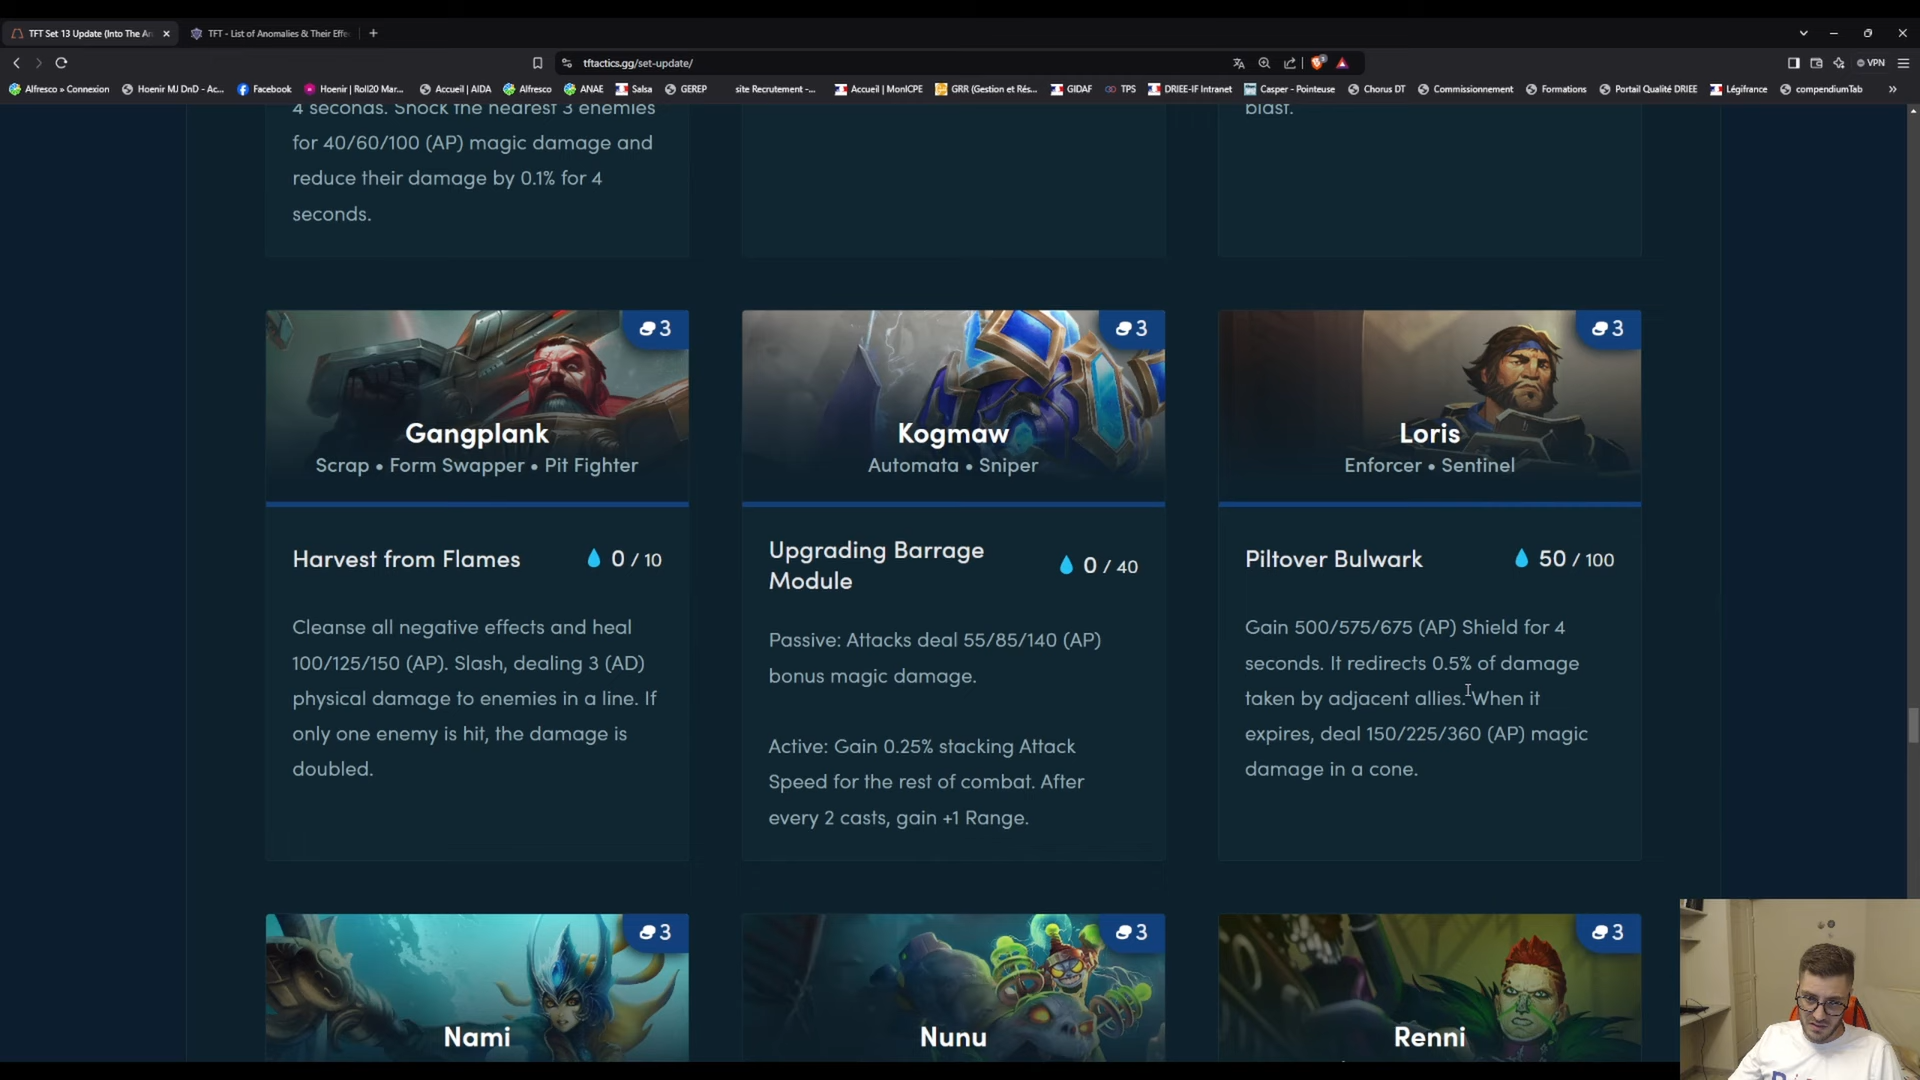 TFT Set 13 Update (Into The Ar
TFT - List of Anomalies & Their Effe
tftactics.gg/set-update/
VPN
Alfresco » Connexion
Hoenir MJ DnD - Ac...
Facebook
Hoenir | Roll20 Mar...
Accueil | AIDA
Alfresco
ANAE
Salsa
GEREP
site Recrutement -...
Accueil | MonICPE
GRR (Gestion et Rés...
GIDAF
TPS
DRIEE-IF Intranet
Casper - Pointeuse
Chorus DT
Commissionnement
Formations
Portail Qualité DRIEE
Légifrance
compendiumTab
»
4 seconds. Shock the nearest 3 enemies
for 40/60/100 (AP) magic damage and
reduce their damage by 0.1% for 4
seconds.
blast.
3
Gangplank
Scrap • Form Swapper • Pit Fighter
Harvest from Flames
0 / 10
Cleanse all negative effects and heal
100/125/150 (AP). Slash, dealing 3 (AD)
physical damage to enemies in a line. If
only one enemy is hit, the damage is
doubled.
3
Kogmaw
Automata • Sniper
Upgrading Barrage
Module
0 / 40
Passive: Attacks deal 55/85/140 (AP)
bonus magic damage.
Active: Gain 0.25% stacking Attack
Speed for the rest of combat. After
every 2 casts, gain +1 Range.
3
Loris
Enforcer • Sentinel
Piltover Bulwark
50 / 100
Gain 500/575/675 (AP) Shield for 4
seconds. It redirects 0.5% of damage
taken by adjacent allies. When it
expires, deal 150/225/360 (AP) magic
damage in a cone.
3
Nami
3
Nunu
3
Renni